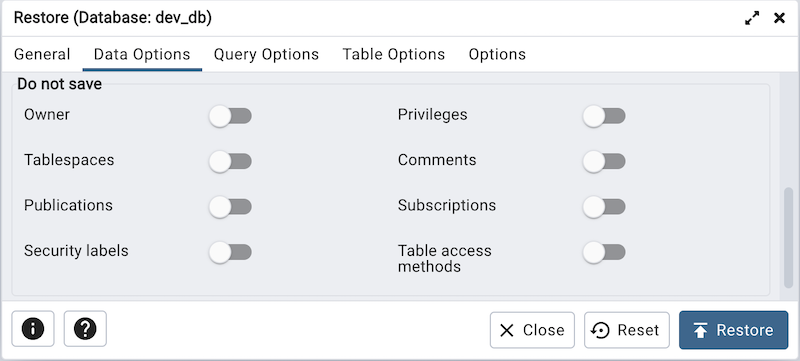 Restore (Database: dev_db)
General Data Options Query Options Table Options Options
Do not save
Owner Privileges
Tablespaces Comments
Publications Subscriptions
Security labels Table access
methods
Close Reset Restore